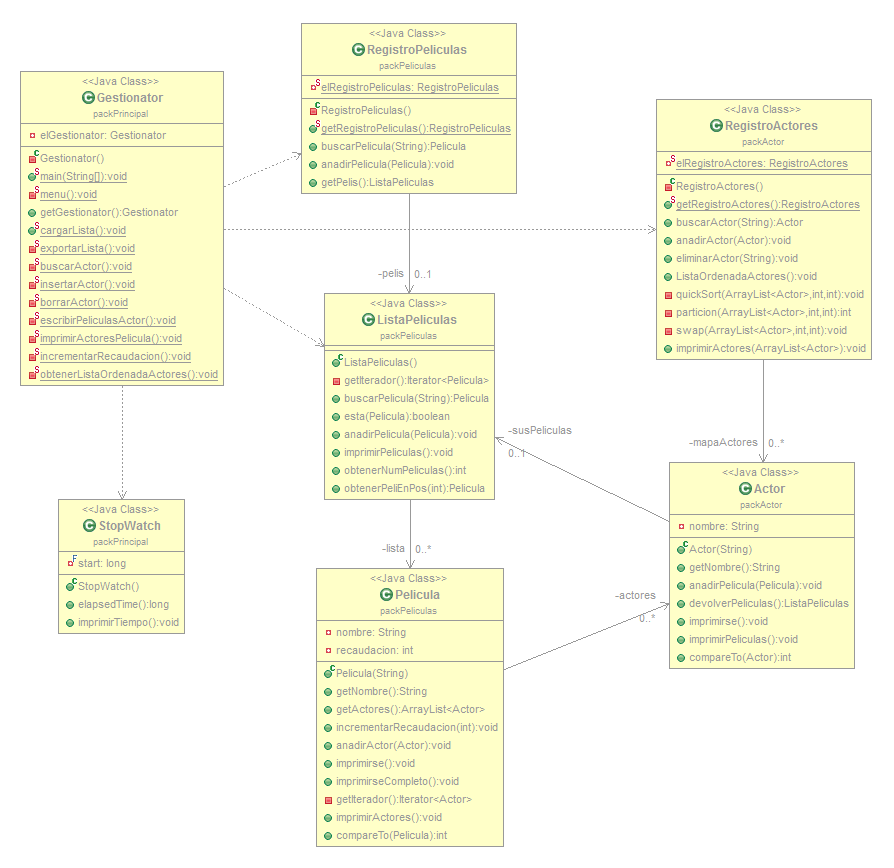 <<Java Class>>
RegistroPeliculas
packPeliculas
elRegistroPeliculas: RegistroPeliculas
RegistroPeliculas()
getRegistroPeliculas():RegistroPeliculas
buscarPelicula(String):Pelicula
anadirPelicula(Pelicula):void
getPelis():ListaPeliculas
<<Java Class>>
Gestionator
packPrincipal
elGestionator: Gestionator
Gestionator()
main(String[]):void
menu():void
getGestionator():Gestionator
cargarLista():void
exportarLista():void
buscarActor():void
insertarActor():void
borrarActor():void
escribirPeliculasActor():void
imprimirActoresPelicula():void
incrementarRecaudacion():void
obtenerListaOrdenadaActores():void
<<Java Class>>
RegistroActores
packActor
elRegistroActores: RegistroActores
RegistroActores()
getRegistroActores():RegistroActores
buscarActor(String):Actor
anadirActor(Actor):void
eliminarActor(String):void
ListaOrdenadaActores():void
quickSort(ArrayList<Actor>,int,int):void
particion(ArrayList<Actor>,int,int):int
swap(ArrayList<Actor>,int,int):void
imprimirActores(ArrayList<Actor>):void
-pelis 0..1
<<Java Class>>
ListaPeliculas
packPeliculas
ListaPeliculas()
getIterador():Iterator<Pelicula>
buscarPelicula(String):Pelicula
esta(Pelicula):boolean
anadirPelicula(Pelicula):void
imprimirPeliculas():void
obtenerNumPeliculas():int
obtenerPeliEnPos(int):Pelicula
-susPeliculas
0..1
-mapaActores 0..*
<<Java Class>>
Actor
packActor
nombre: String
Actor(String)
getNombre():String
anadirPelicula(Pelicula):void
devolverPeliculas():ListaPeliculas
imprimirse():void
imprimirPeliculas():void
compareTo(Actor):int
<<Java Class>>
StopWatch
packPrincipal
start: long
StopWatch()
elapsedTime():long
imprimirTiempo():void
-lista 0..*
<<Java Class>>
Pelicula
packPeliculas
nombre: String
recaudacion: int
Pelicula(String)
getNombre():String
getActores():ArrayList<Actor>
incrementarRecaudacion(int):void
anadirActor(Actor):void
imprimirse():void
imprimirseCompleto():void
getIterador():Iterator<Actor>
imprimirActores():void
compareTo(Pelicula):int
-actores
0..*